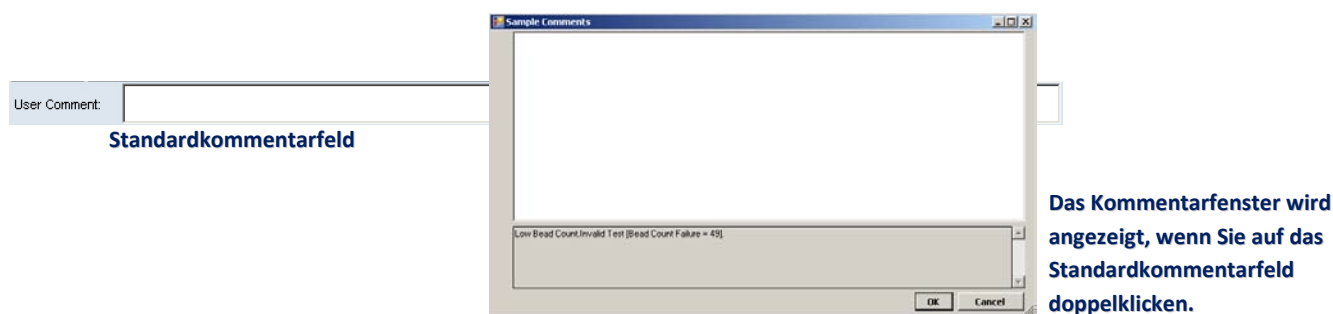 Sample Comments
User Comment:
Standardkommentarfeld
Low Bead Count.Invalid Test [Bead Count Failure = 49].
OK Cancel
Das Kommentarfenster wird
angezeigt, wenn Sie auf das
Standardkommentarfeld
doppelklicken.